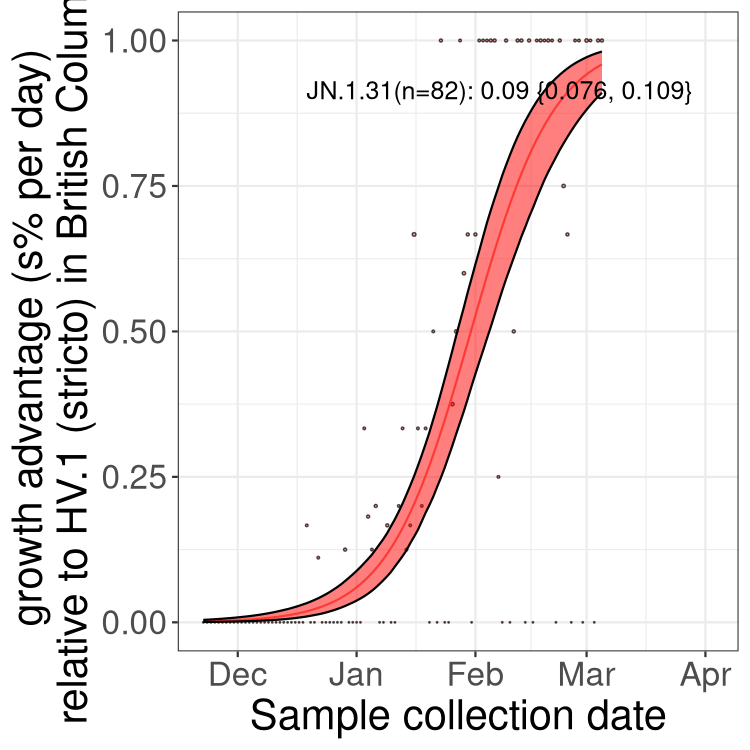 growth advantage (s% per day)
relative to HV.1 (stricto) in British Colum
1.00
0.75
0.50
0.25
0.00
JN.1.31(n=82): 0.09 {0.076, 0.109}
Dec Jan Feb Mar Apr
Sample collection date